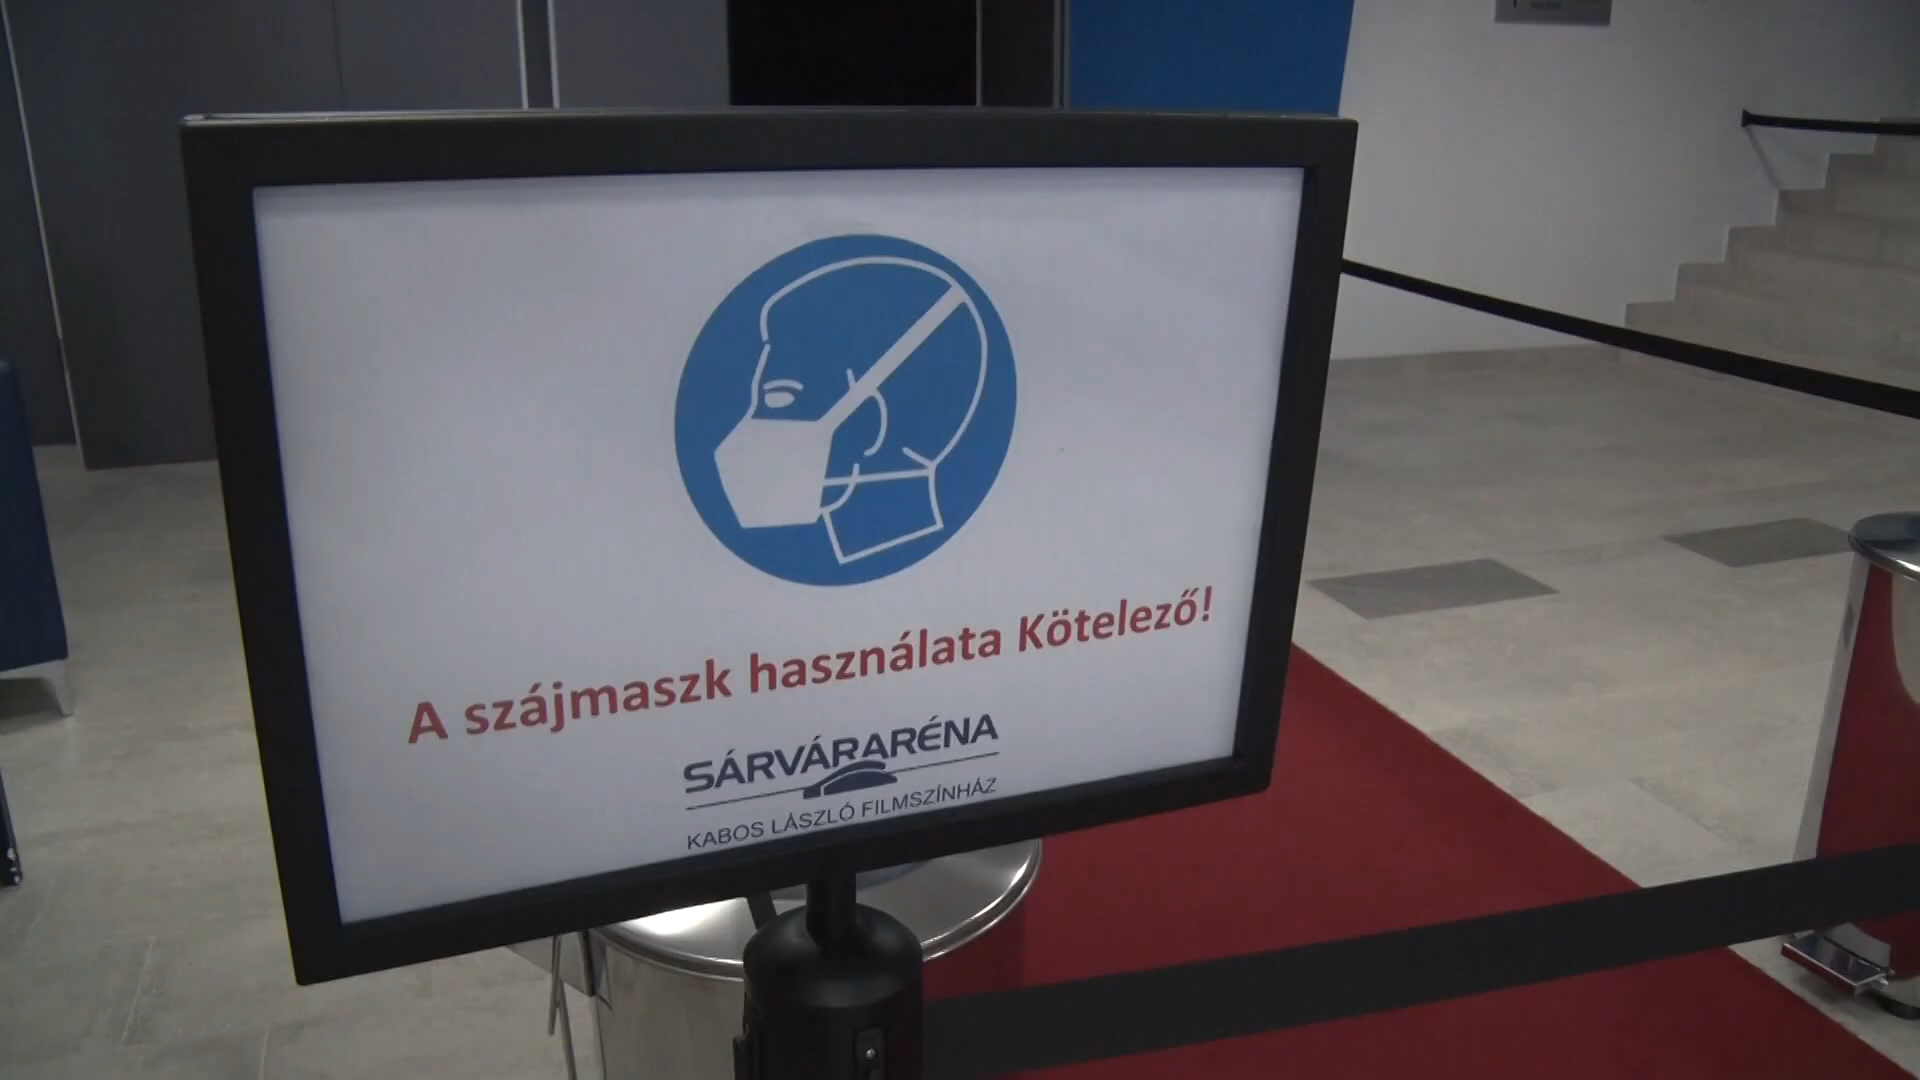 A szájmaszk használata Kötelező!
SÁRVÁRARÉNA
KABOS LÁSZLÓ FILMSZÍNHÁZ